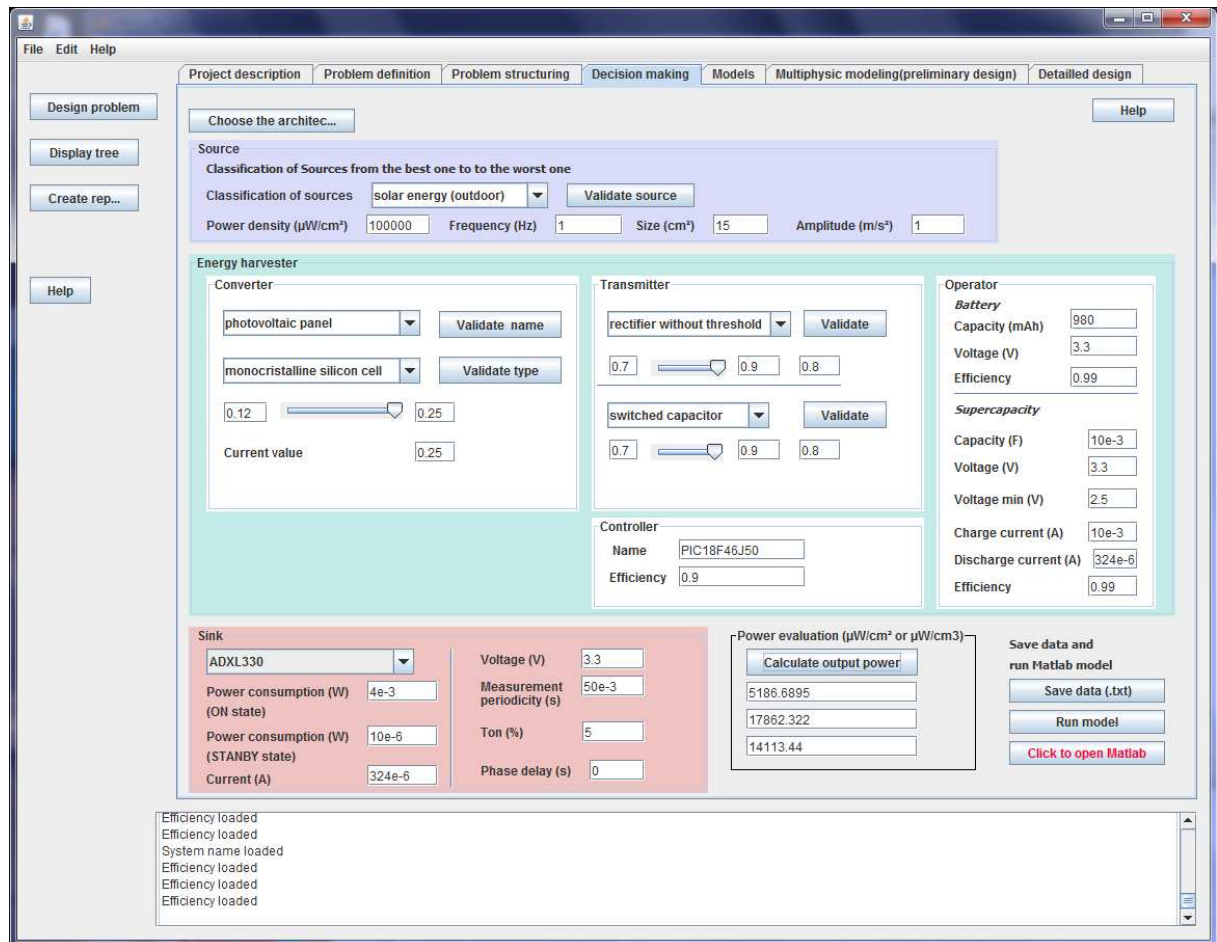 File Edit Help
Project description Problem definition Problem structuring Decision making Models Multiphysic modeling(preliminary design) Detailled design
Design problem
Display tree
Create rep...
Help
Choose the architec...
Help
Source
Classification of Sources from the best one to to the worst one
Classification of sources solar energy (outdoor) Validate source
Power density (µW/cm²) 100000 Frequency (Hz) 1 Size (cm²) 15 Amplitude (m/s²) 1
Energy harvester
Converter
photovoltaic panel Validate name
monocristalline silicon cell Validate type
0.12 0.25
Current value 0.25
Transmitter
rectifier without threshold Validate
0.7 0.9 0.8
switched capacitor Validate
0.7 0.9 0.8
Controller
Name PIC18F46J50
Efficiency 0.9
Operator
Battery
Capacity (mAh) 980
Voltage (V) 3.3
Efficiency 0.99
Supercapacity
Capacity (F) 10e-3
Voltage (V) 3.3
Voltage min (V) 2.5
Charge current (A) 10e-3
Discharge current (A) 324e-6
Efficiency 0.99
Sink
ADXL330
Power consumption (W) 4e-3
(ON state)
Power consumption (W) 10e-6
(STANBY state)
Current (A) 324e-6
Voltage (V) 3.3
Measurement 50e-3
periodicity (s)
Ton (%) 5
Phase delay (s) 0
Power evaluation (µW/cm² or µW/cm3)
Calculate output power
5186.6895
17862.322
14113.44
Save data and
run Matlab model
Save data (.txt)
Run model
Click to open Matlab
Efficiency loaded
Efficiency loaded
System name loaded
Efficiency loaded
Efficiency loaded
Efficiency loaded